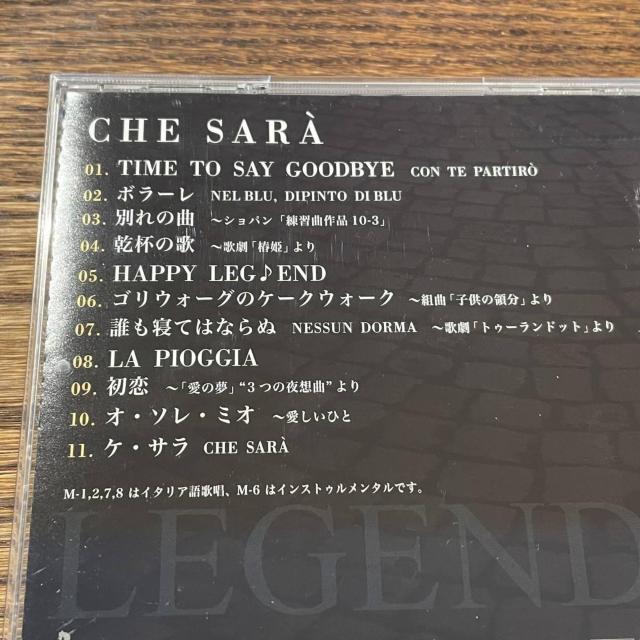 CHE SARÀ
01. TIME TO SAY GOODBYE CON TE PARTIRÒ
02. ボラーレ NEL BLU, DIPINTO DI BLU
03. 別れの曲 ～ショパン「練習曲作品10-3」
04. 乾杯の歌 ～歌劇「椿姫」より
05. HAPPY LEG♪END
06. ゴリウォーグのケークウォーク ～組曲「子供の領分」より
07. 誰も寝てはならぬ NESSUN DORMA ～歌劇「トゥーランドット」より
08. LA PIOGGIA
09. 初恋 ～「愛の夢」“3つの夜想曲”より
10. オ・ソレ・ミオ ～愛しいひと
11. ケ・サラ CHE SARÀ
M-1,2,7,8 はイタリア語歌唱、M-6 はインストゥルメンタルです。
LEGEND